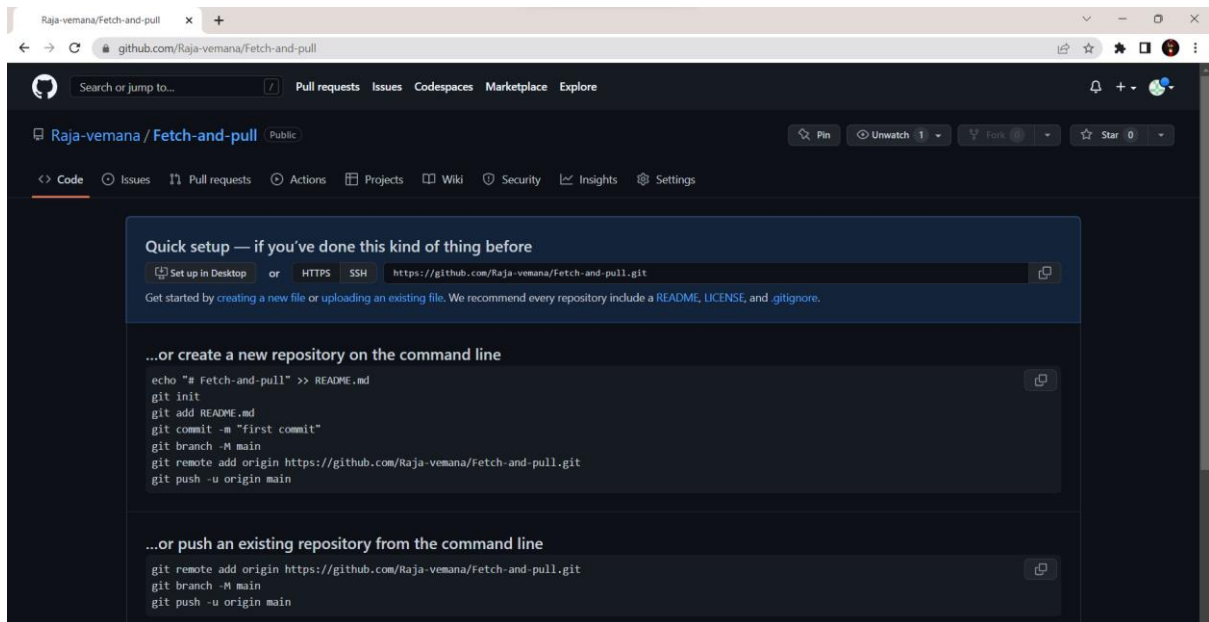 Raja-vemana/Fetch-and-pull
github.com/Raja-vemana/Fetch-and-pull
Search or jump to... / Pull requests Issues Codespaces Marketplace Explore
Raja-vemana / Fetch-and-pull Public Pin Unwatch 1 Fork 0 Star 0
Code Issues Pull requests Actions Projects Wiki Security Insights Settings
Quick setup — if you've done this kind of thing before
Set up in Desktop or HTTPS SSH https://github.com/Raja-vemana/Fetch-and-pull.git
Get started by creating a new file or uploading an existing file. We recommend every repository include a README, LICENSE, and .gitignore.
...or create a new repository on the command line
echo "# Fetch-and-pull" >> README.md
git init
git add README.md
git commit -m "first commit"
git branch -M main
git remote add origin https://github.com/Raja-vemana/Fetch-and-pull.git
git push -u origin main
...or push an existing repository from the command line
git remote add origin https://github.com/Raja-vemana/Fetch-and-pull.git
git branch -M main
git push -u origin main